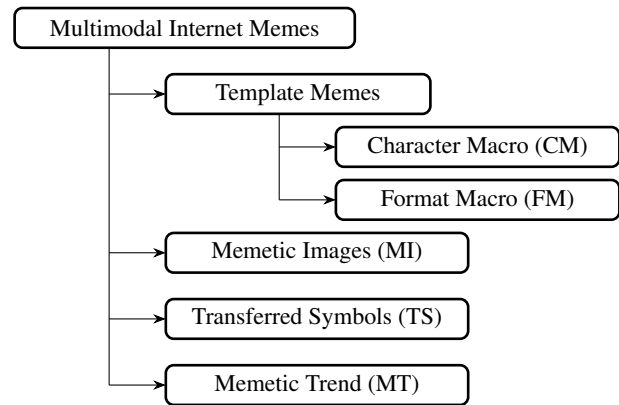 Multimodal Internet Memes
Template Memes
Character Macro (CM)
Format Macro (FM)
Memetic Images (MI)
Transferred Symbols (TS)
Memetic Trend (MT)